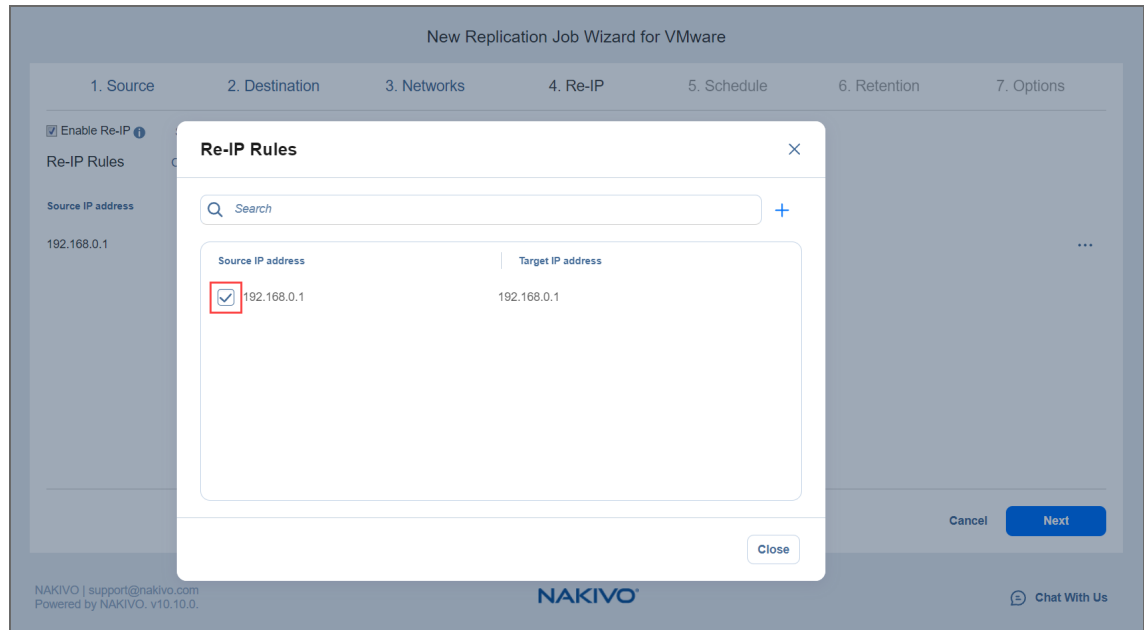 New Replication Job Wizard for VMware
1. Source 2. Destination 3. Networks 4. Re-IP 5. Schedule 6. Retention 7. Options
Enable Re-IP
Re-IP Rules
Source IP address
192.168.0.1
...
Re-IP Rules
Search
Source IP address Target IP address
192.168.0.1 192.168.0.1
Close
Cancel Next
NAKIVO | support@nakivo.com
Powered by NAKIVO. v10.10.0.
NAKIVO
Chat With Us